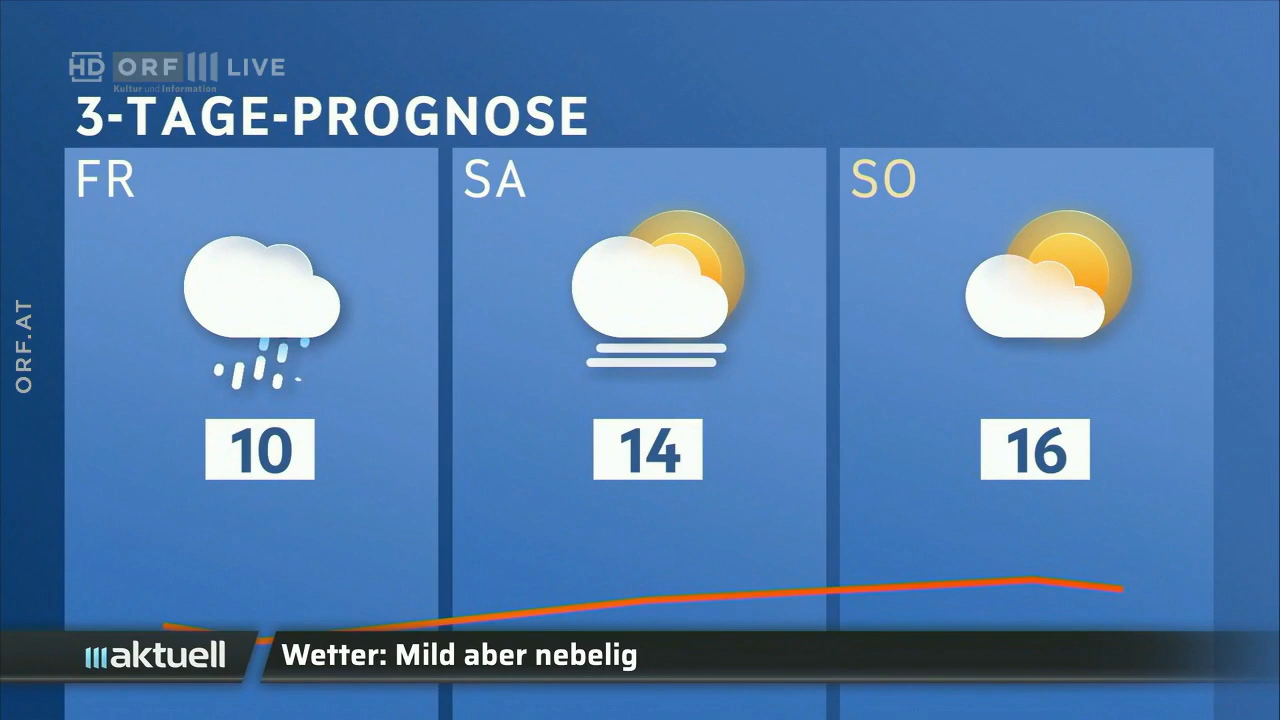 HD ORF III LIVE
Kultur und Information
3-TAGE-PROGNOSE
FR
SA
SO
10
14
16
ORF.AT
III aktuell
Wetter: Mild aber nebelig